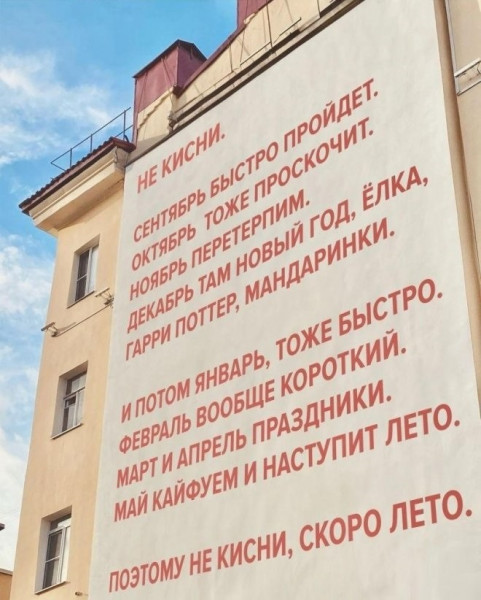 НЕ КИСНИ.
СЕНТЯБРЬ БЫСТРО ПРОЙДЕТ.
ОКТЯБРЬ ТОЖЕ ПРОСКОЧИТ.
НОЯБРЬ ПЕРЕТЕРПИМ.
ДЕКАБРЬ ТАМ НОВЫЙ ГОД, ЁЛКА,
ГАРРИ ПОТТЕР, МАНДАРИНКИ.
И ПОТОМ ЯНВАРЬ, ТОЖЕ БЫСТРО.
ФЕВРАЛЬ ВООБЩЕ КОРОТКИЙ.
МАРТ И АПРЕЛЬ ПРАЗДНИКИ.
МАЙ КАЙФУЕМ И НАСТУПИТ ЛЕТО.
ПОЭТОМУ НЕ КИСНИ, СКОРО ЛЕТО.